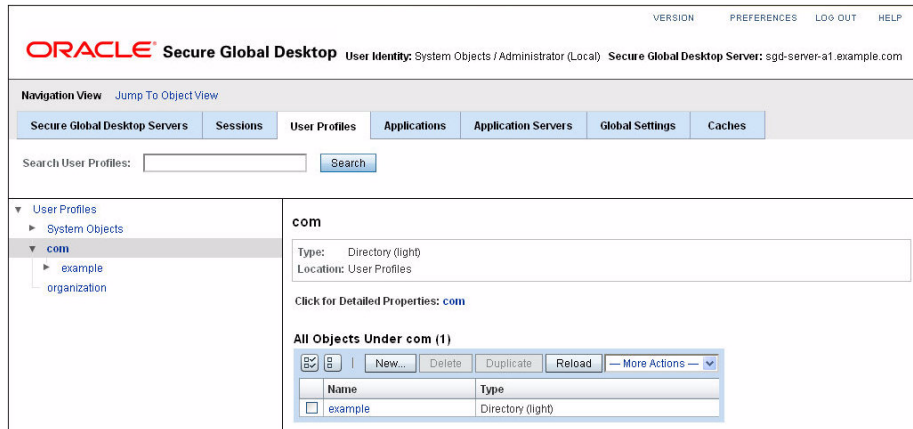 VERSION PREFERENCES LOG OUT HELP
ORACLE Secure Global Desktop User Identity: System Objects / Administrator (Local) Secure Global Desktop Server: sgd-server-a1.example.com
Navigation View Jump To Object View
Secure Global Desktop Servers Sessions User Profiles Applications Application Servers Global Settings Caches
Search User Profiles: Search
User Profiles
System Objects
com
example
organization
com
Type: Directory (light)
Location: User Profiles
Click for Detailed Properties: com
All Objects Under com (1)
New... Delete Duplicate Reload — More Actions —
Name Type
example Directory (light)